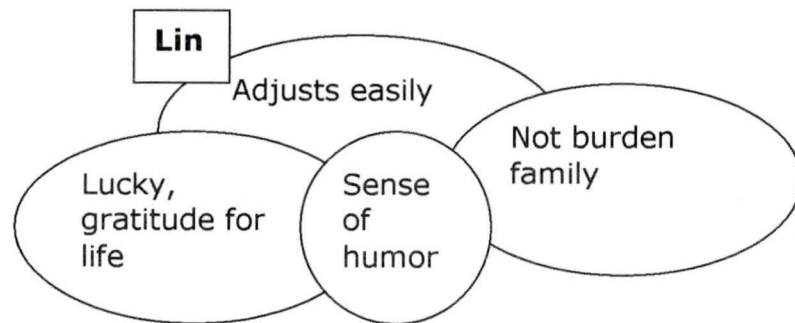 Lin
Adjusts easily
Not burden
family
Lucky,
gratitude for
life
Sense
of
humor